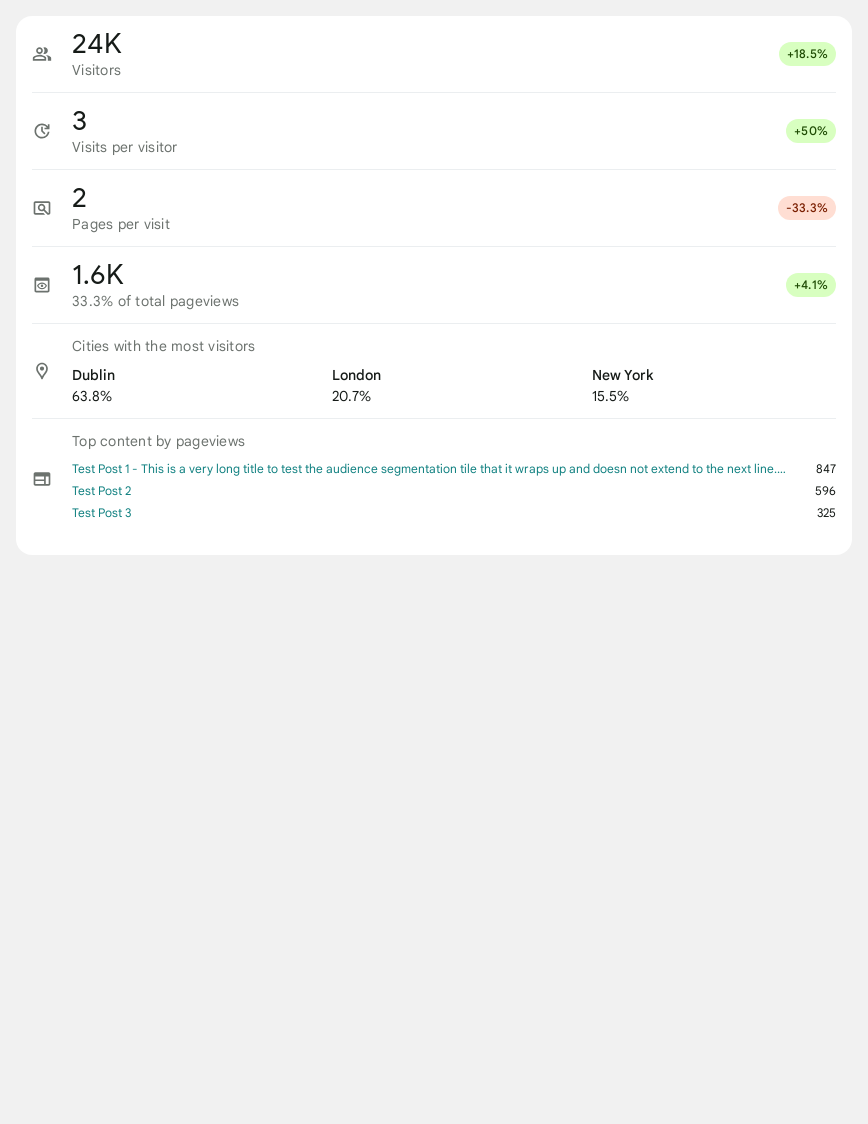 24K
+18.5%
Visitors
3
+50%
Visits per visitor
2
-33.3%
Pages per visit
1.6K
+4.1%
33.3% of total pageviews
Cities with the most visitors
Dublin London New York
63.8% 20.7% 15.5%
Top content by pageviews
Test Post 1 - This is a very long title to test the audience segmentation tile that it wraps up and doesn not extend to the next line.... 847
Test Post 2 596
Test Post 3 325